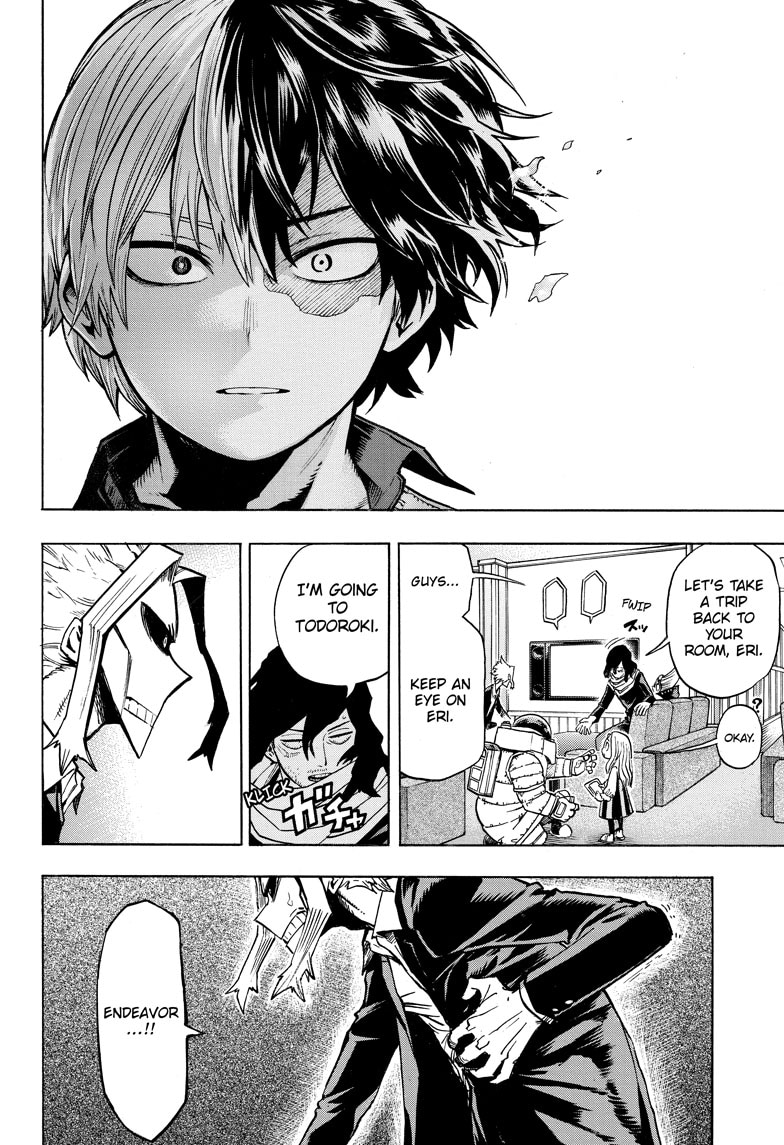 LET'S TAKE
A TRIP
BACK TO
YOUR
ROOM, ERI.
?
OKAY.
FWIP
スッ
GUYS...
KEEP AN
EYE ON
ERI.
I'M GOING
TO
TODOROKI.
KLICK
ガチャ
ENDEAVOR
...!!